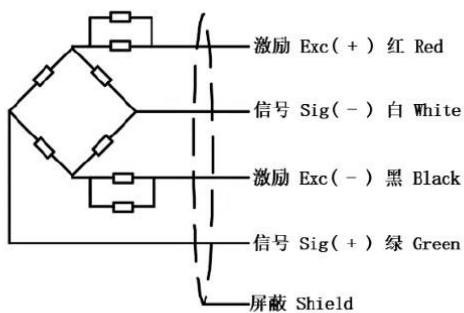 激励 Exc(+) 红 Red
信号 Sig(-) 白 White
激励 Exc(-) 黑 Black
信号 Sig(+) 绿 Green
屏蔽 Shield